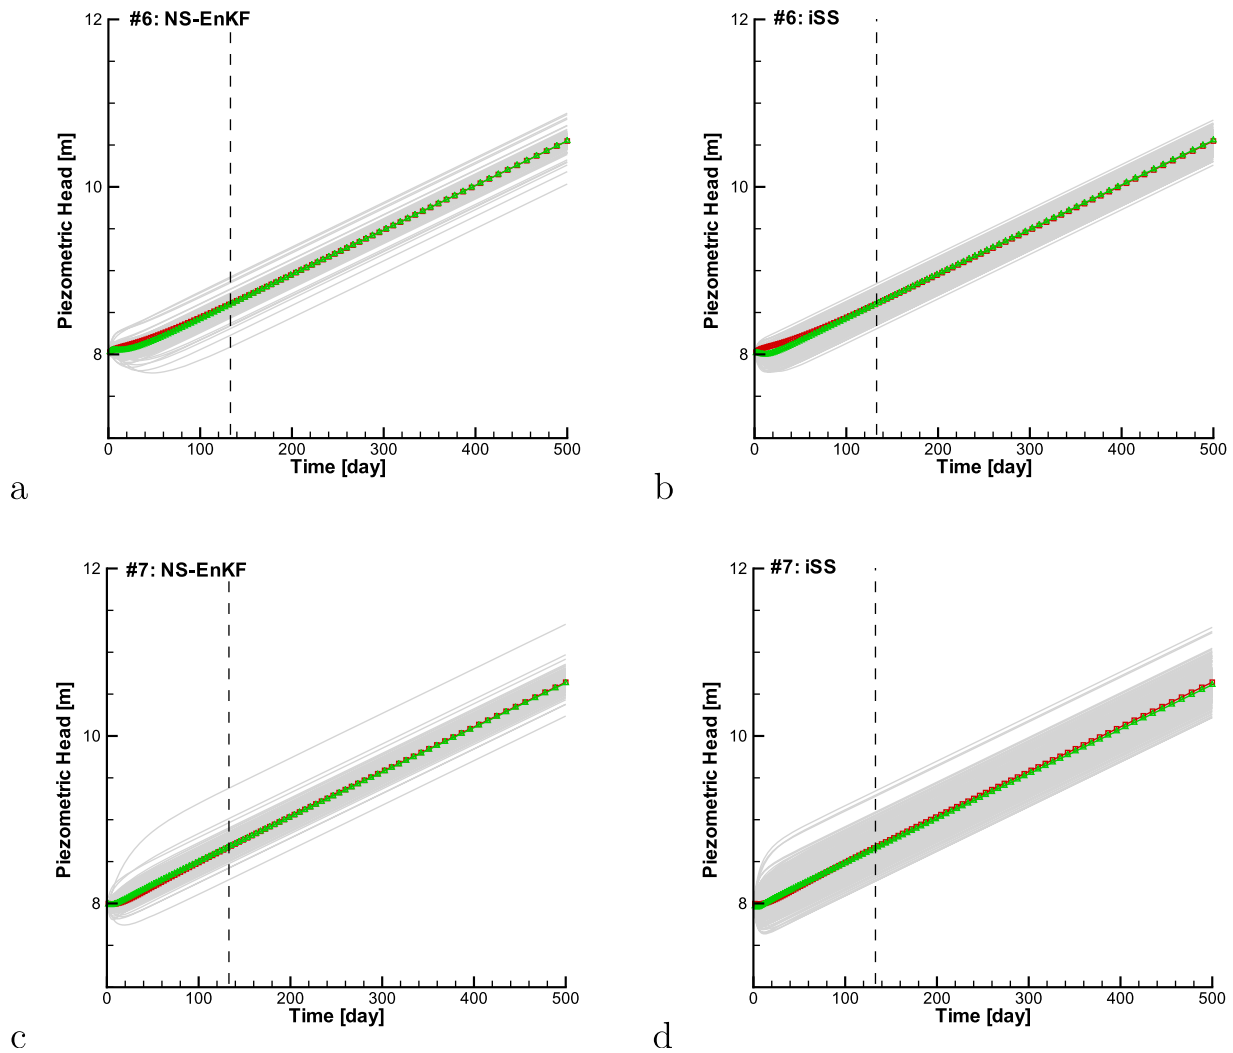 #6: NS-EnKF
12
10
8
Piezometric Head [m]
0 100 200 300 400 500
Time [day]
a
#6: iSS
12
10
8
Piezometric Head [m]
0 100 200 300 400 500
Time [day]
b
#7: NS-EnKF
12
10
8
Piezometric Head [m]
0 100 200 300 400 500
Time [day]
c
#7: iSS
12
10
8
Piezometric Head [m]
0 100 200 300 400 500
Time [day]
d